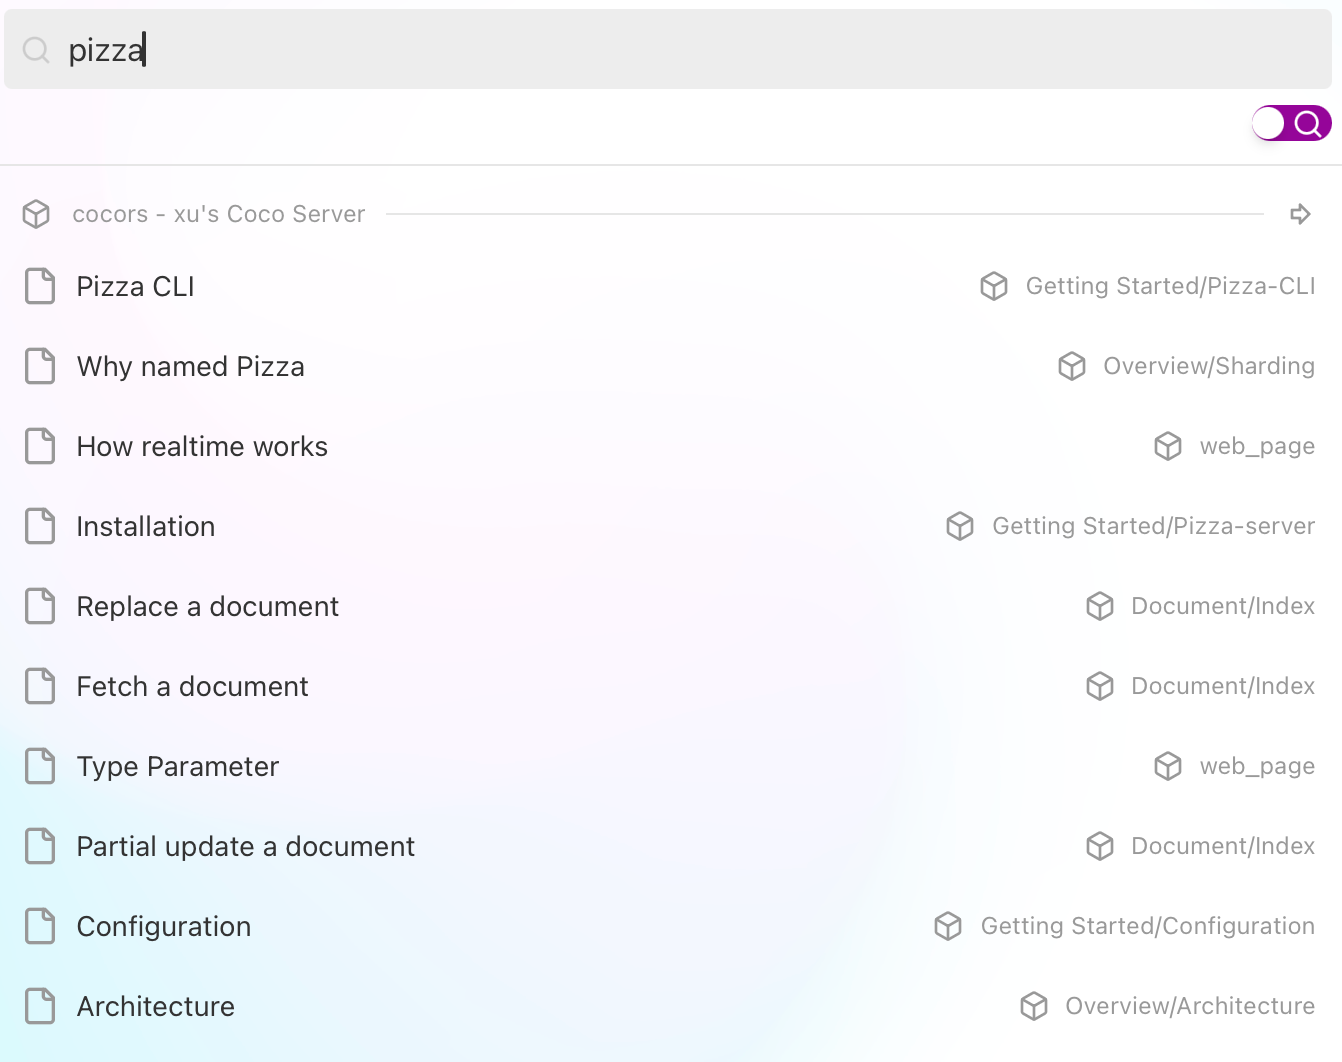 pizza
cocors - xu's Coco Server
Pizza CLI Getting Started/Pizza-CLI
Why named Pizza Overview/Sharding
How realtime works web_page
Installation Getting Started/Pizza-server
Replace a document Document/Index
Fetch a document Document/Index
Type Parameter web_page
Partial update a document Document/Index
Configuration Getting Started/Configuration
Architecture Overview/Architecture